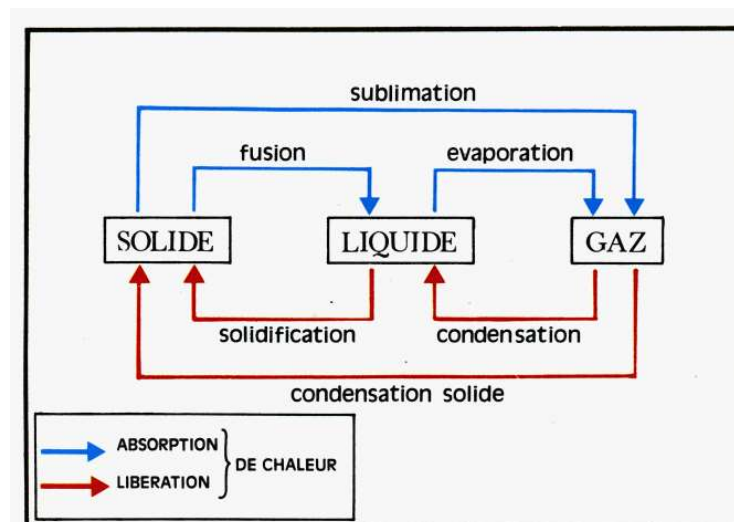 sublimation
fusion
evaporation
SOLIDE
LIQUIDE
GAZ
solidification
condensation
condensation solide
ABSORPTION
DE CHALEUR
LIBERATION